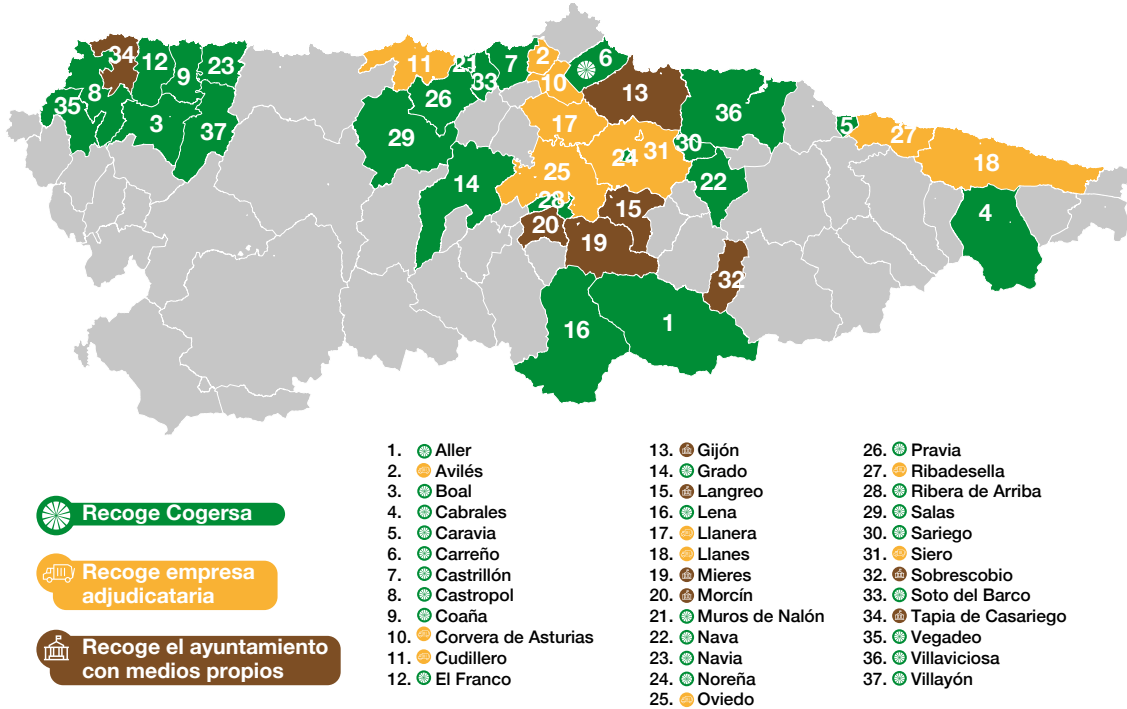 34
12
9
23
8
35
3
37
11
21
7
33
26
29
14
2
6
10
13
17
24
31
30
36
22
25
28
15
20
19
32
16
1
5
27
18
4
Recoge Cogersa
Recoge empresa
adjudicataria
Recoge el ayuntamiento
con medios propios
1. Aller
2. Avilés
3. Boal
4. Cabrales
5. Caravia
6. Carreño
7. Castrillón
8. Castropol
9. Coaña
10. Corvera de Asturias
11. Cudillero
12. El Franco
13. Gijón
14. Grado
15. Langreo
16. Lena
17. Llanera
18. Llanes
19. Mieres
20. Morcín
21. Muros de Nalón
22. Nava
23. Navia
24. Noreña
25. Oviedo
26. Pravia
27. Ribadesella
28. Ribera de Arriba
29. Salas
30. Sariego
31. Siero
32. Sobrescobio
33. Soto del Barco
34. Tapia de Casariego
35. Vegadeo
36. Villaviciosa
37. Villayón